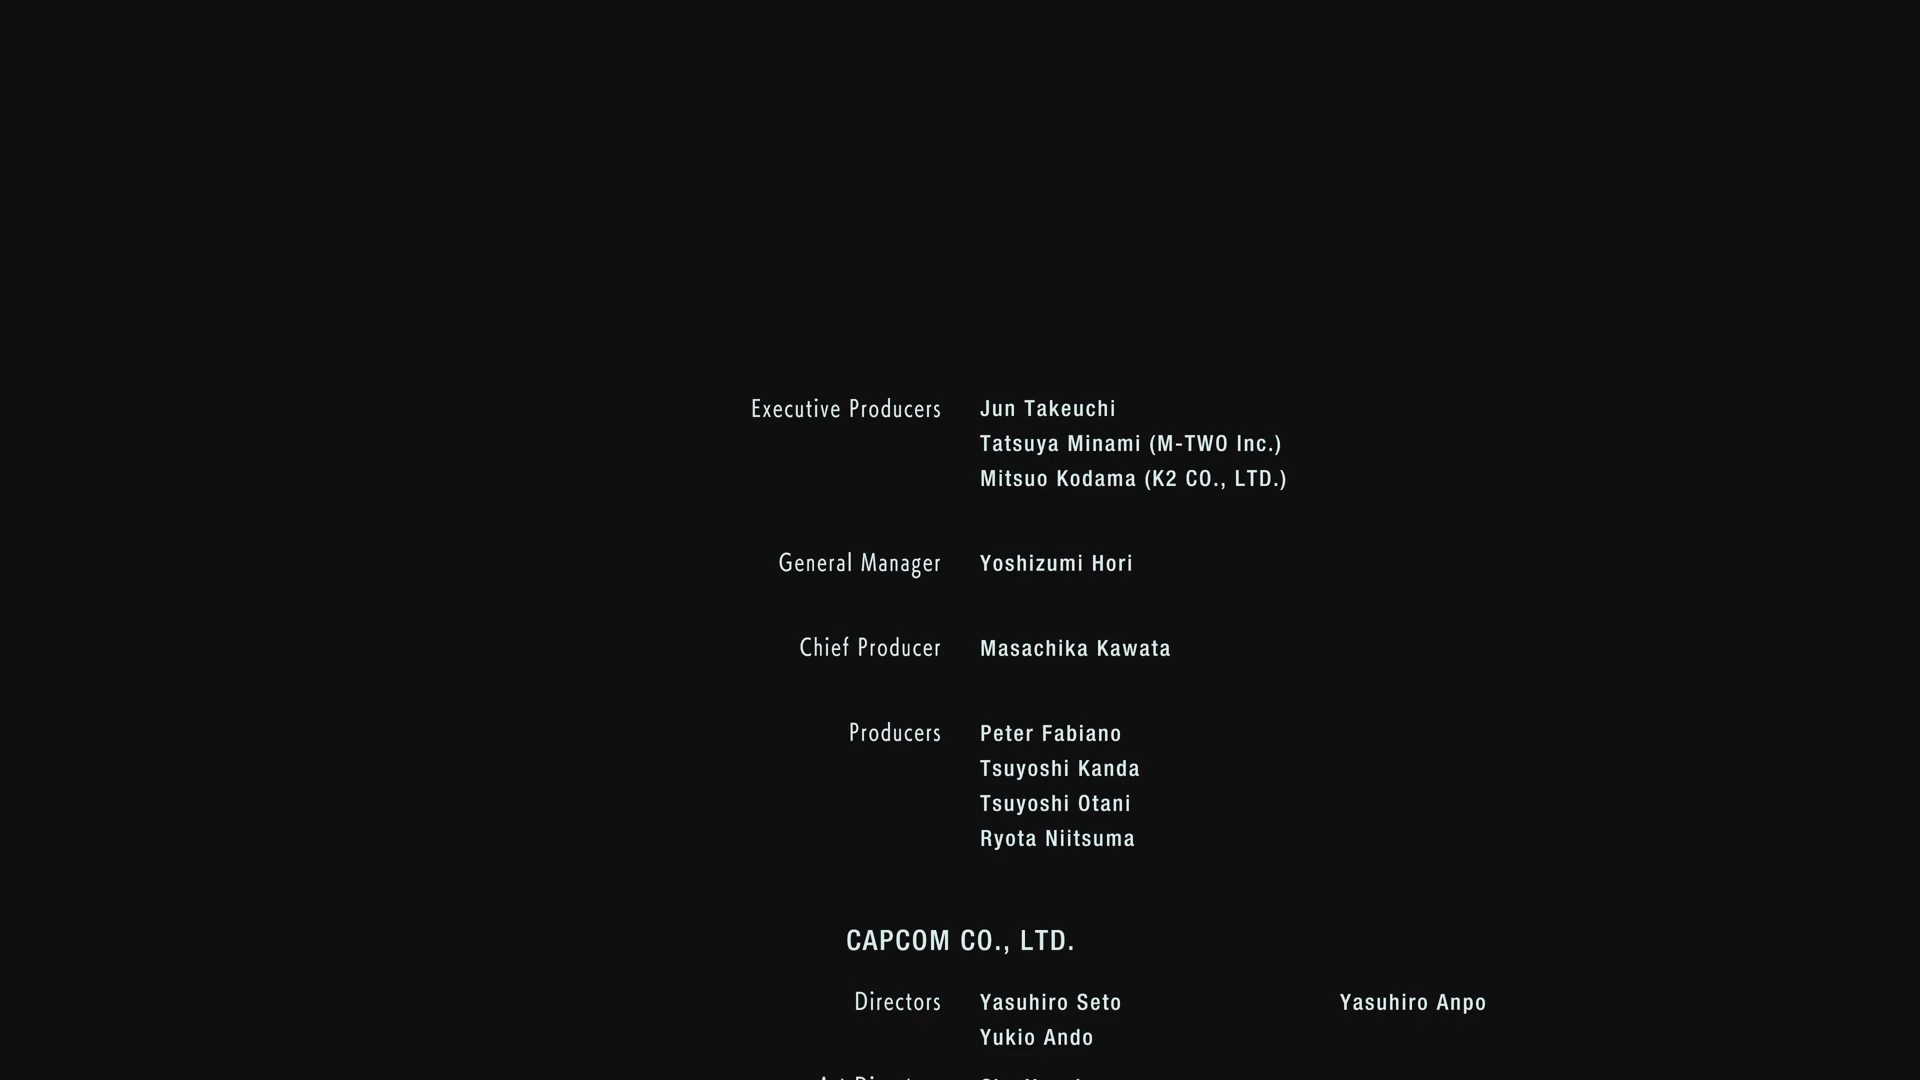 Executive Producers Jun Takeuchi
Tatsuya Minami (M-TWO Inc.)
Mitsuo Kodama (K2 CO., LTD.)
General Manager Yoshizumi Hori
Chief Producer Masachika Kawata
Producers Peter Fabiano
Tsuyoshi Kanda
Tsuyoshi Otani
Ryota Niitsuma
CAPCOM CO., LTD.
Directors Yasuhiro Seto Yasuhiro Anpo
Yukio Ando